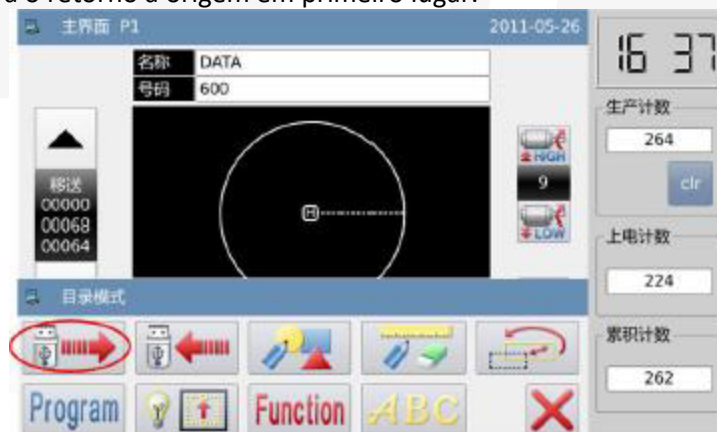 a o retorno à origem em primeiro lugar.
主界面 P1 2011-05-26
16 37
名称 DATA
号码 600
生产计数
264
clr
移送
00000
00068
00064
H
HIGH
9
LOW
上电计数
224
目录模式
累积计数
262
Program
Function
ABC